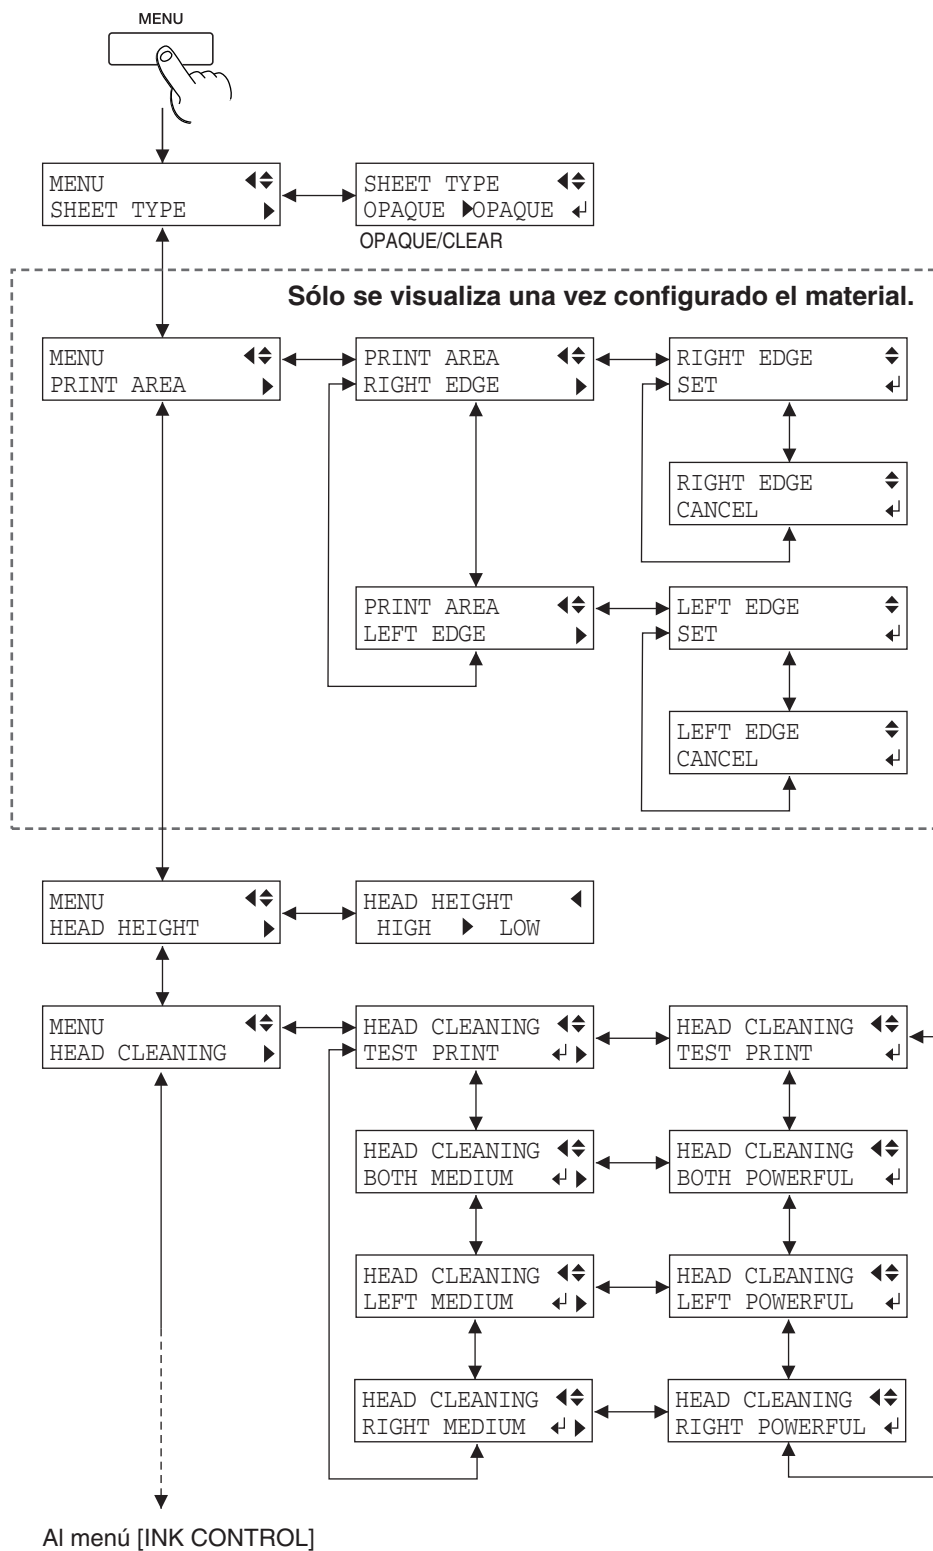 MENU
MENU
SHEET TYPE
SHEET TYPE
OPAQUE OPAQUE
OPAQUE/CLEAR
Sólo se visualiza una vez configurado el material.
MENU
PRINT AREA
PRINT AREA
RIGHT EDGE
RIGHT EDGE
SET
RIGHT EDGE
CANCEL
PRINT AREA
LEFT EDGE
LEFT EDGE
SET
LEFT EDGE
CANCEL
MENU
HEAD HEIGHT
HEAD HEIGHT
HIGH LOW
MENU
HEAD CLEANING
HEAD CLEANING
TEST PRINT
HEAD CLEANING
TEST PRINT
HEAD CLEANING
BOTH MEDIUM
HEAD CLEANING
BOTH POWERFUL
HEAD CLEANING
LEFT MEDIUM
HEAD CLEANING
LEFT POWERFUL
HEAD CLEANING
RIGHT MEDIUM
HEAD CLEANING
RIGHT POWERFUL
Al menú [INK CONTROL]